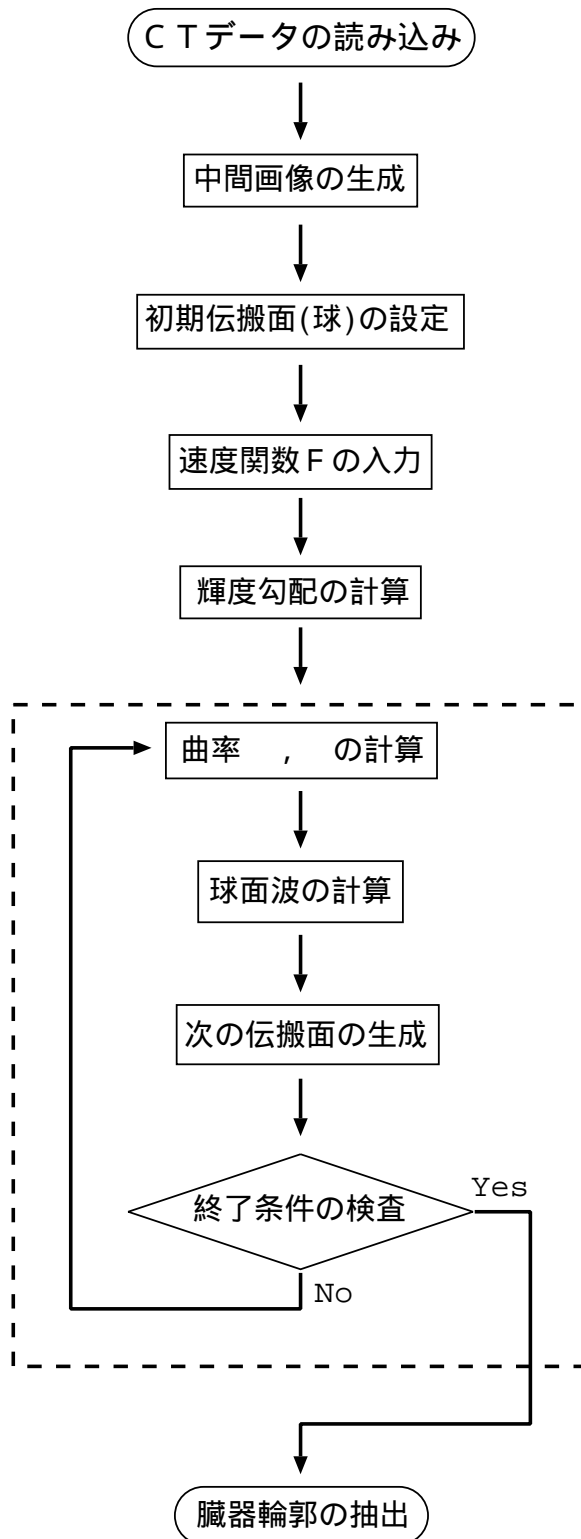 ＣＴデータの読み込み
中間画像の生成
初期伝搬面(球)の設定
速度関数Ｆの入力
輝度勾配の計算
曲率　,　の計算
球面波の計算
次の伝搬面の生成
終了条件の検査
Yes
No
臓器輪郭の抽出